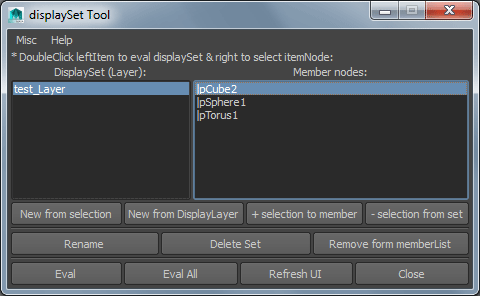 displaySet Tool
Misc Help
* DoubleClick leftItem to eval displaySet & right to select itemNode:
DisplaySet (Layer): Member nodes:
test_Layer |pCube2
|pSphere1
|pTorus1
New from selection New from DisplayLayer + selection to member - selection from set
Rename Delete Set Remove form memberList
Eval Eval All Refresh UI Close